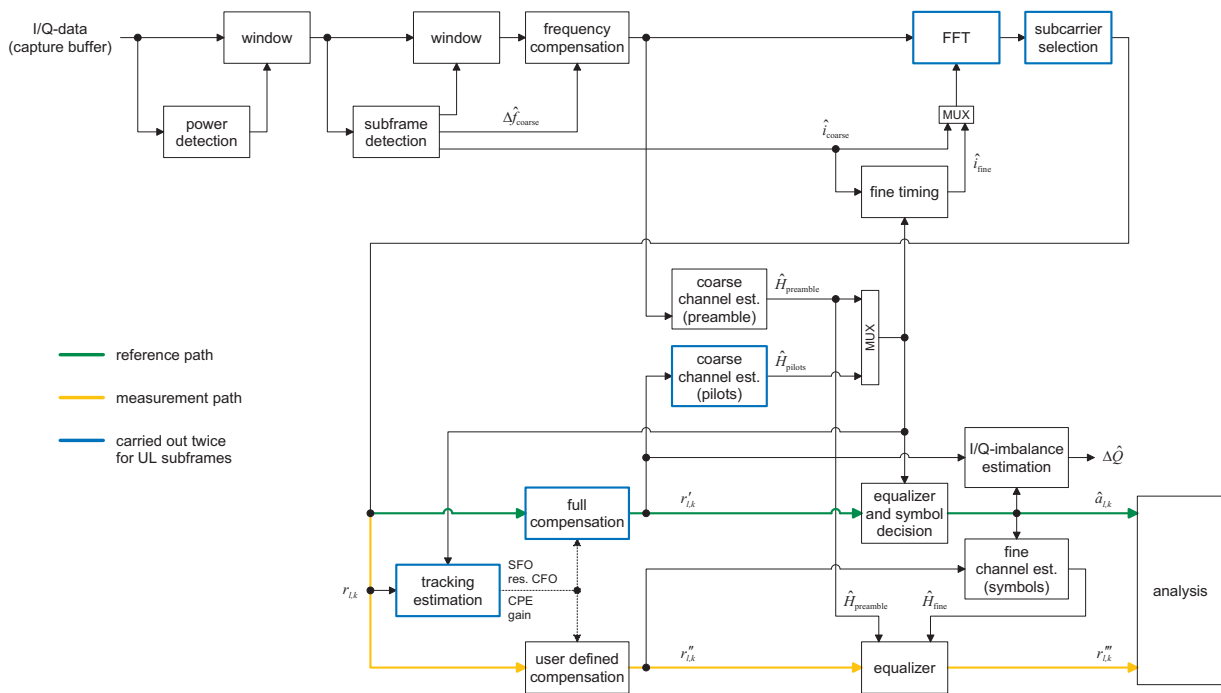 I/Q-data
(capture buffer)
window
window
frequency
compensation
FFT
subcarrier
selection
power
detection
subframe
detection
Δf̂coarse
MUX
îcoarse
îfine
fine timing
coarse
channel est.
(preamble)
Ĥpreamble
MUX
reference path
coarse
channel est.
(pilots)
Ĥpilots
measurement path
carried out twice
for UL subframes
I/Q-imbalance
estimation
ΔQ̂
full
compensation
r′l,k
equalizer
and symbol
decision
âl,k
fine
channel est.
(symbols)
rl,k
tracking
estimation
SFO
res. CFO
CPE
gain
analysis
Ĥpreamble
Ĥfine
user defined
compensation
r″l,k
equalizer
r‴l,k